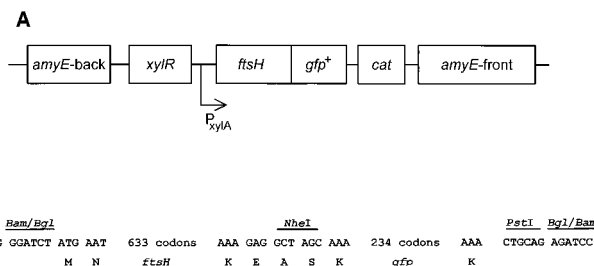 A
amyE-back xylR ftsH gfp+ cat amyE-front
PxylA
Bam/Bgl NheI PstI Bgl/Bam
G GGATCT ATG AAT 633 codons AAA GAG GCT AGC AAA 234 codons AAA CTGCAG AGATCC
M N ftsH K E A S K gfp K